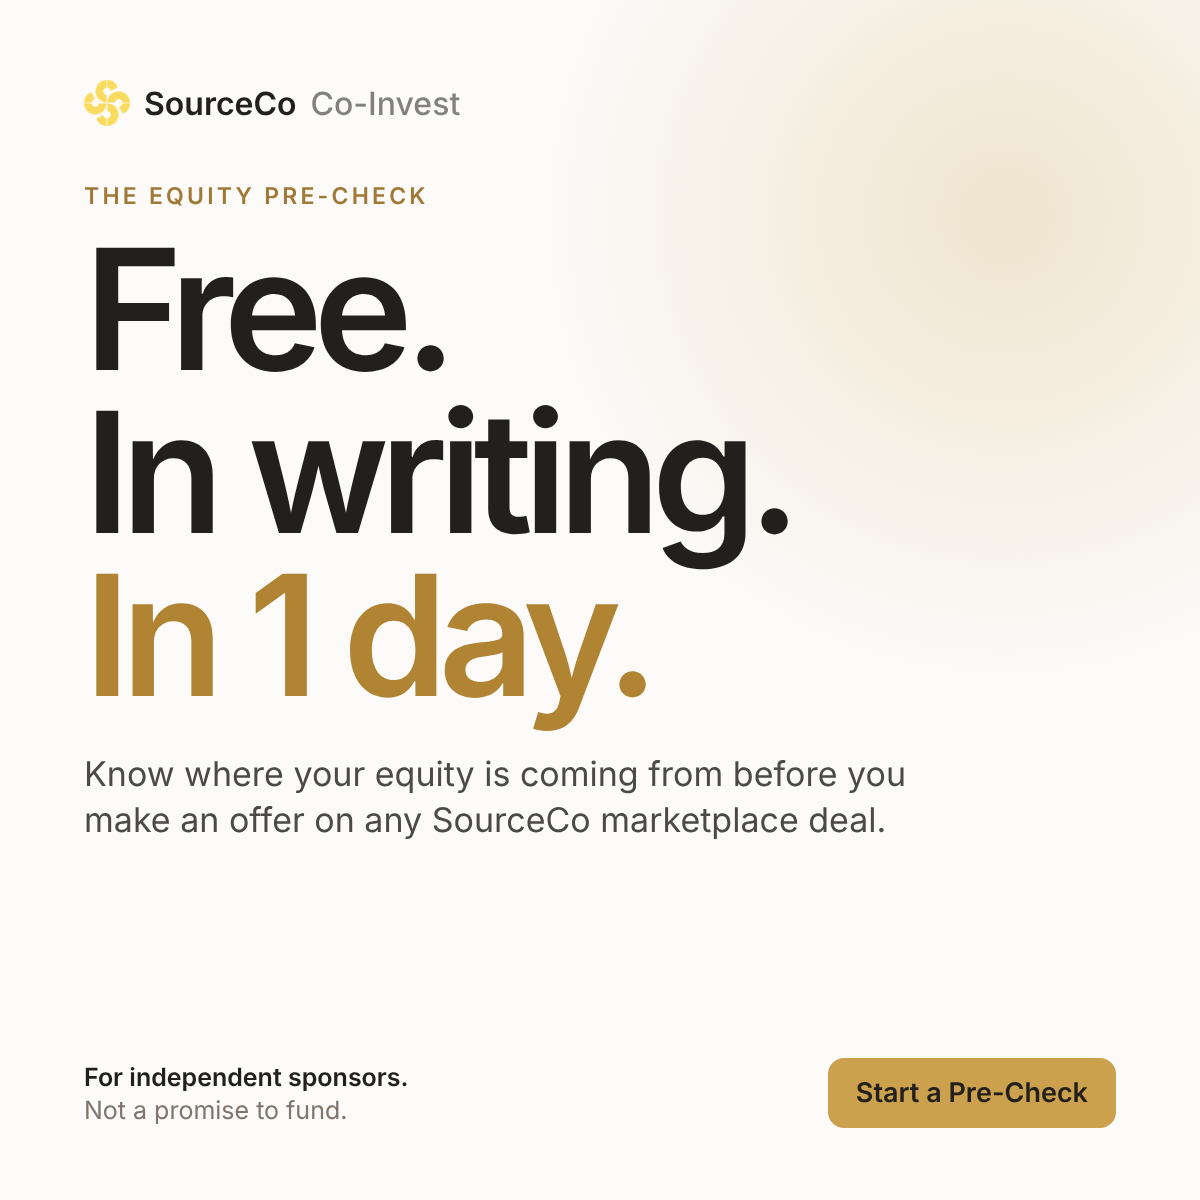 SourceCo Co-Invest
THE EQUITY PRE-CHECK
Free.
In writing.
In 1 day.
Know where your equity is coming from before you
make an offer on any SourceCo marketplace deal.
For independent sponsors.
Not a promise to fund.
Start a Pre-Check